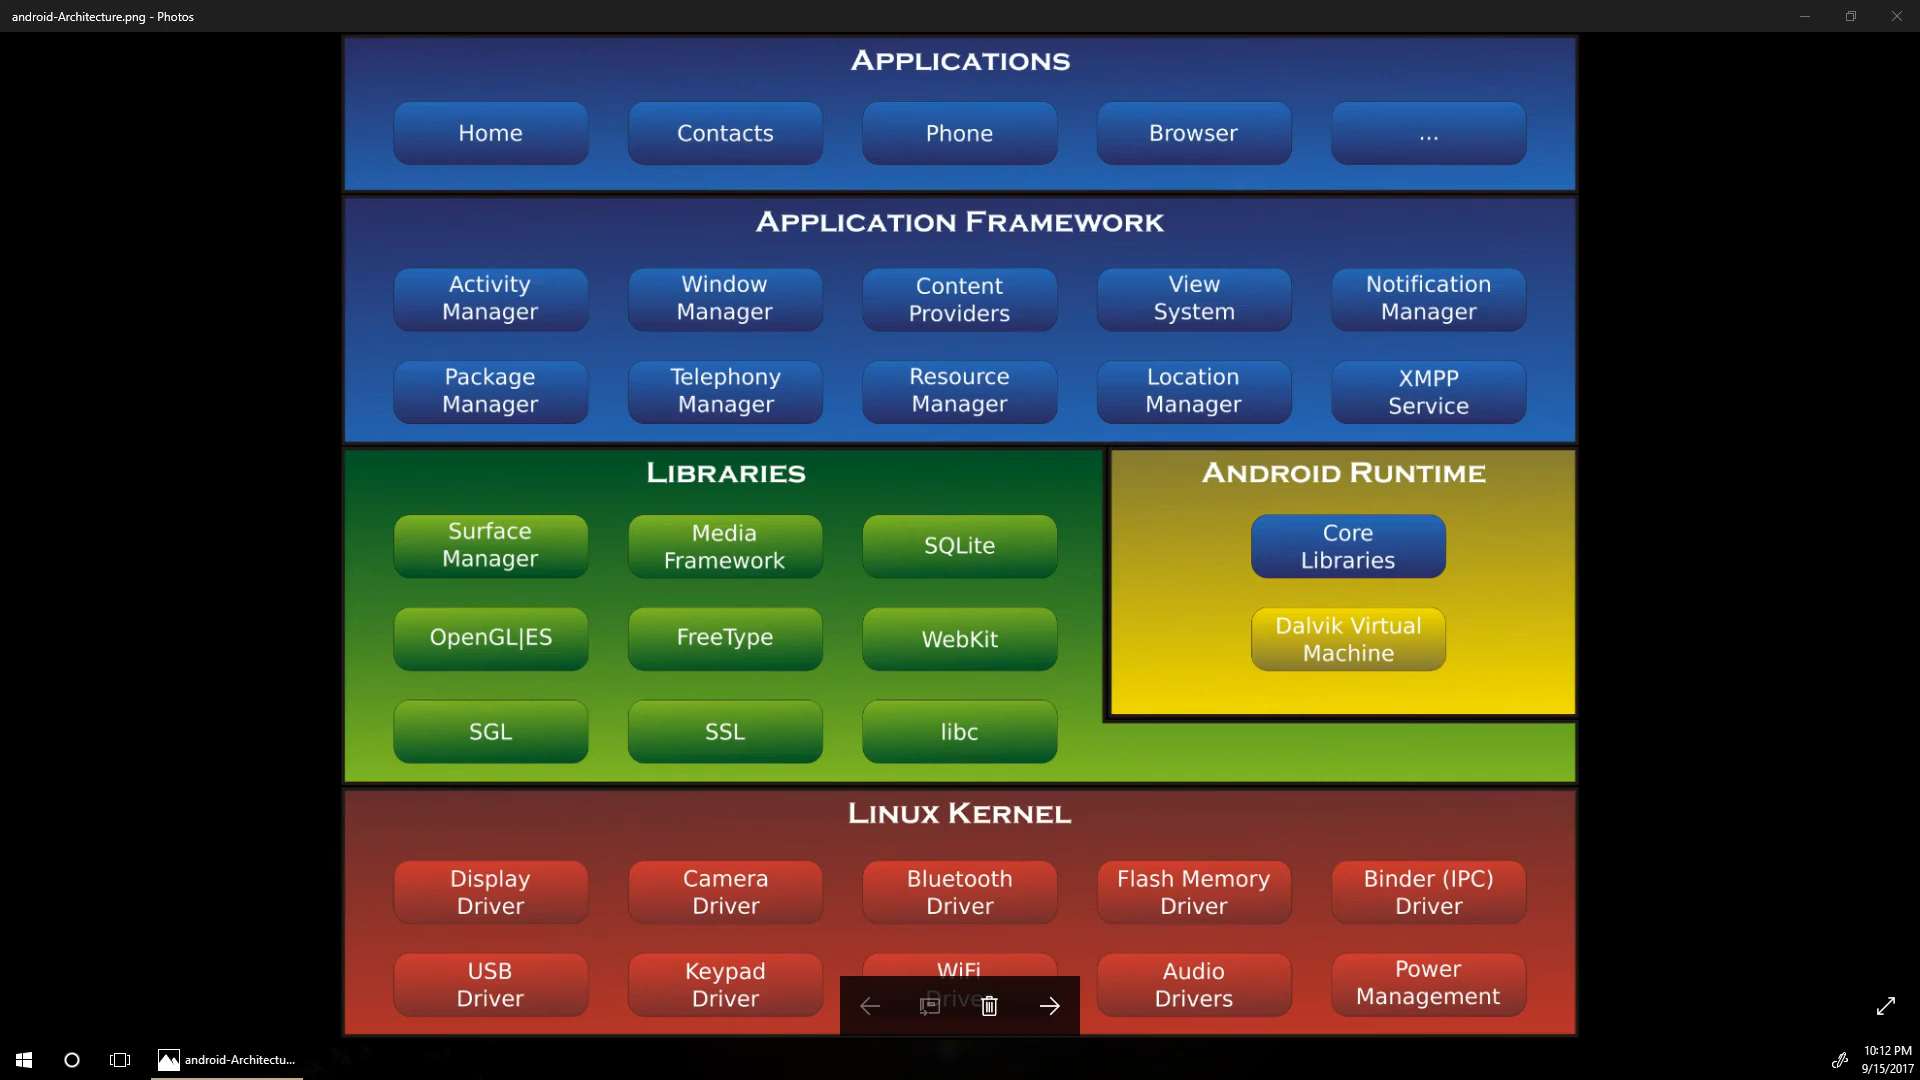 android-Architecture.png - Photos
APPLICATIONS
Home
Contacts
Phone
Browser
...
APPLICATION FRAMEWORK
Activity
Manager
Window
Manager
Content
Providers
View
System
Notification
Manager
Package
Manager
Telephony
Manager
Resource
Manager
Location
Manager
XMPP
Service
LIBRARIES
Surface
Manager
Media
Framework
SQLite
OpenGL|ES
FreeType
WebKit
SGL
SSL
libc
ANDROID RUNTIME
Core
Libraries
Dalvik Virtual
Machine
LINUX KERNEL
Display
Driver
Camera
Driver
Bluetooth
Driver
Flash Memory
Driver
Binder (IPC)
Driver
USB
Driver
Keypad
Driver
WiFi
Driver
Audio
Drivers
Power
Management
android-Architectu...
10:12 PM
9/15/2017